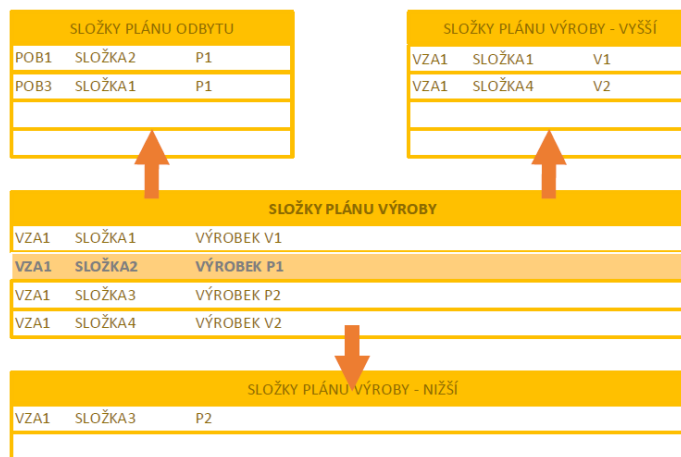 SLOŽKY PLÁNU ODBYTU
POB1 SLOŽKA2 P1
POB3 SLOŽKA1 P1
SLOŽKY PLÁNU VÝROBY - VYŠŠÍ
VZA1 SLOŽKA1 V1
VZA1 SLOŽKA4 V2
SLOŽKY PLÁNU VÝROBY
VZA1 SLOŽKA1 VÝROBEK V1
VZA1 SLOŽKA2 VÝROBEK P1
VZA1 SLOŽKA3 VÝROBEK P2
VZA1 SLOŽKA4 VÝROBEK V2
SLOŽKY PLÁNU VÝROBY - NIŽŠÍ
VZA1 SLOŽKA3 P2